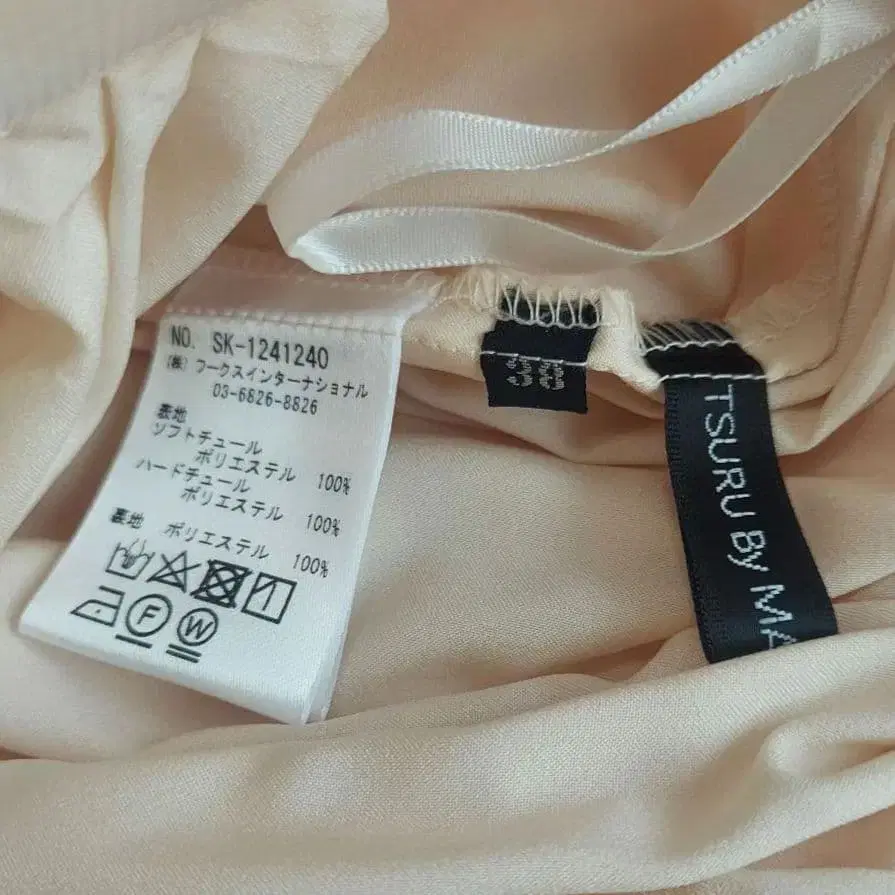 NO. SK-1241240
(株) フークスインターナショナル
03-6826-8826
表地
ソフトチュール
ポリエステル 100%
ハードチュール
ポリエステル 100%
裏地 ポリエステル 100%
F W
TSURU BY MA